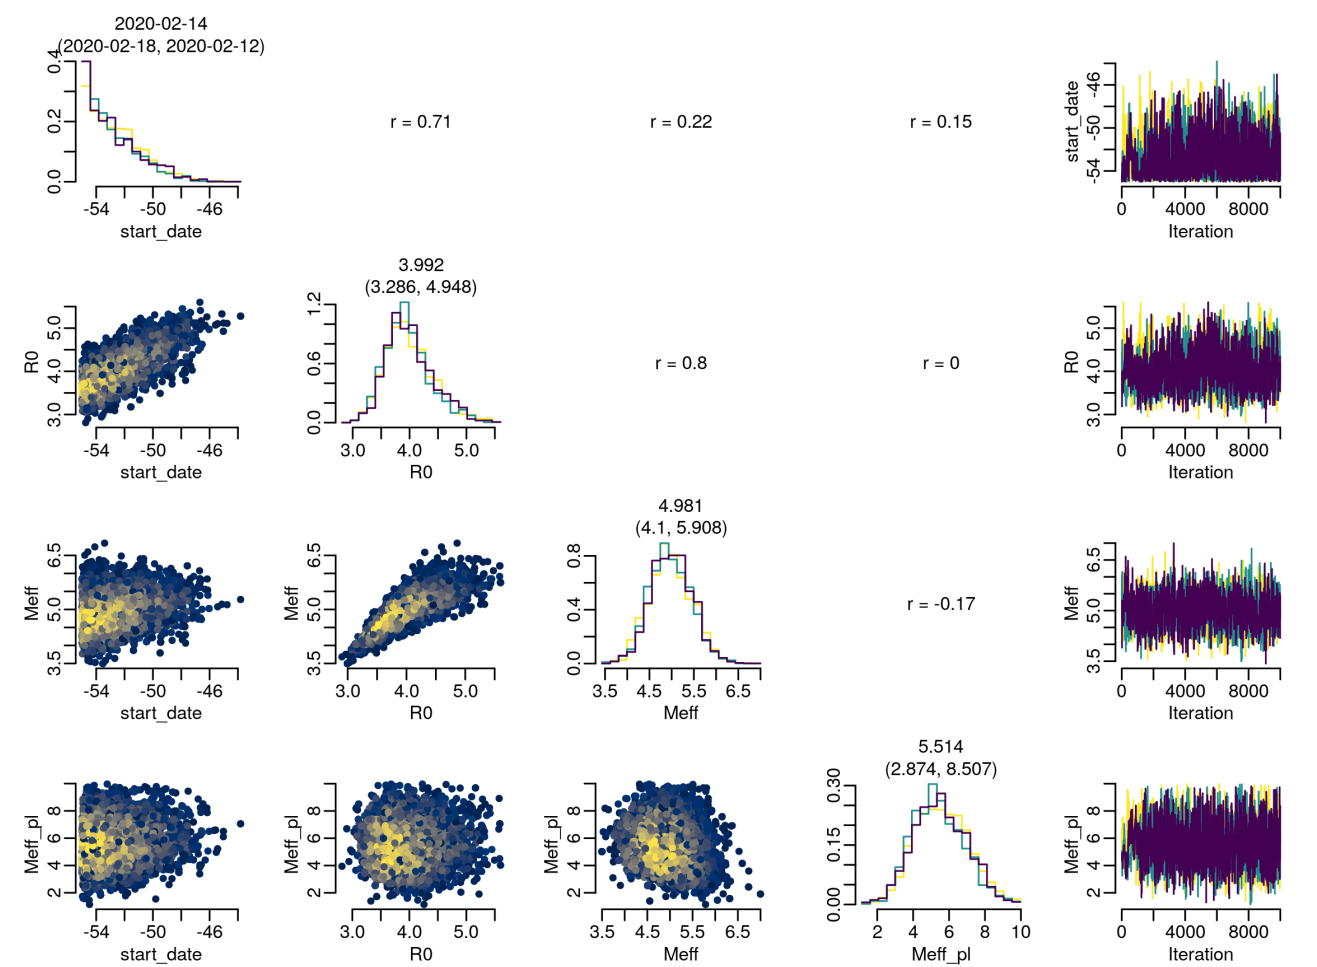 2020-02-14
(2020-02-18, 2020-02-12)
0.0 0.2 0.4
-54 -50 -46
start_date
r = 0.71
r = 0.22
r = 0.15
start_date
-54 -50 -46
0 4000 8000
Iteration
R0
3.0 4.0 5.0
-54 -50 -46
start_date
3.992
(3.286, 4.948)
0.0 0.6 1.2
3.0 4.0 5.0
R0
r = 0.8
r = 0
R0
3.0 4.0 5.0
0 4000 8000
Iteration
Meff
3.5 5.0 6.5
-54 -50 -46
start_date
Meff
3.5 5.0 6.5
3.0 4.0 5.0
R0
4.981
(4.1, 5.908)
0.0 0.4 0.8
3.5 4.5 5.5 6.5
Meff
r = -0.17
Meff
3.5 5.0 6.5
0 4000 8000
Iteration
Meff_pl
2 4 6 8
-54 -50 -46
start_date
Meff_pl
2 4 6 8
3.0 4.0 5.0
R0
Meff_pl
2 4 6 8
3.5 4.5 5.5 6.5
Meff
5.514
(2.874, 8.507)
0.00 0.15 0.30
2 4 6 8 10
Meff_pl
Meff_pl
2 4 6 8
0 4000 8000
Iteration